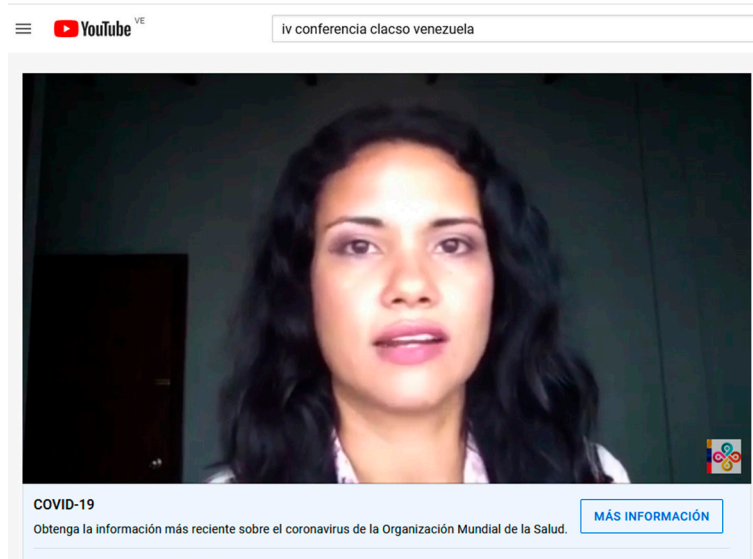 YouTube VE
iv conferencia clacso venezuela
COVID-19
Obtenga la información más reciente sobre el coronavirus de la Organización Mundial de la Salud.
MÁS INFORMACIÓN